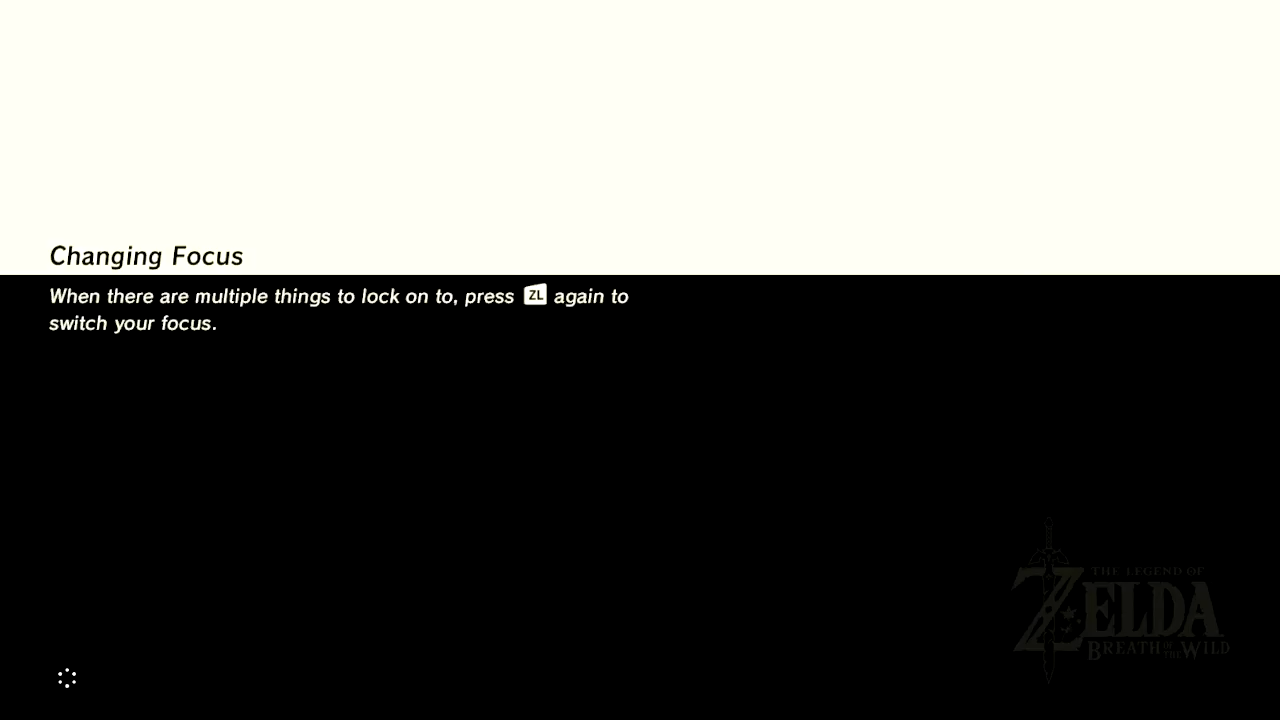 Changing Focus
When there are multiple things to lock on to, press ZL again to
switch your focus.
THE LEGEND OF
ZELDA
BREATH OF THE WILD